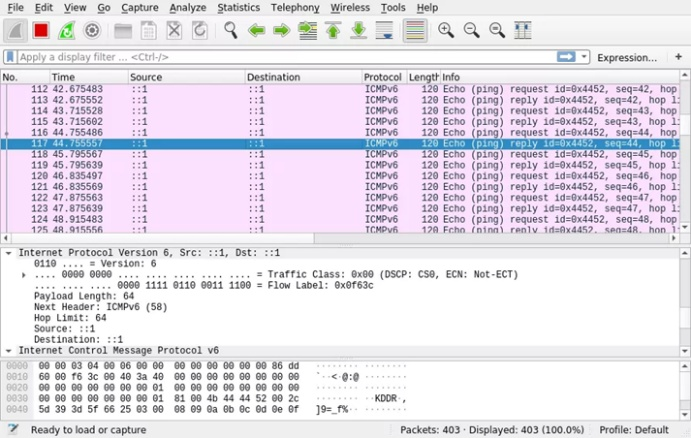 File Edit View Go Capture Analyze Statistics Telephony Wireless Tools Help
Apply a display filter ... <Ctrl-/> Expression... +
No. Time Source Destination Protocol Length Info
112 42.675483 ::1 ::1 ICMPv6 120 Echo (ping) request id=0x4452, seq=42, hop
113 42.675552 ::1 ::1 ICMPv6 120 Echo (ping) reply id=0x4452, seq=42, hop li
114 43.715528 ::1 ::1 ICMPv6 120 Echo (ping) request id=0x4452, seq=43, hop
115 43.715602 ::1 ::1 ICMPv6 120 Echo (ping) reply id=0x4452, seq=43, hop li
116 44.755486 ::1 ::1 ICMPv6 120 Echo (ping) request id=0x4452, seq=44, hop
117 44.755557 ::1 ::1 ICMPv6 120 Echo (ping) reply id=0x4452, seq=44, hop li
118 45.795567 ::1 ::1 ICMPv6 120 Echo (ping) request id=0x4452, seq=45, hop
119 45.795639 ::1 ::1 ICMPv6 120 Echo (ping) reply id=0x4452, seq=45, hop li
120 46.835497 ::1 ::1 ICMPv6 120 Echo (ping) request id=0x4452, seq=46, hop
121 46.835569 ::1 ::1 ICMPv6 120 Echo (ping) reply id=0x4452, seq=46, hop li
122 47.875563 ::1 ::1 ICMPv6 120 Echo (ping) request id=0x4452, seq=47, hop
123 47.875639 ::1 ::1 ICMPv6 120 Echo (ping) reply id=0x4452, seq=47, hop li
124 48.915483 ::1 ::1 ICMPv6 120 Echo (ping) request id=0x4452, seq=48, hop
125 48.915556 ::1 ::1 ICMPv6 120 Echo (ping) reply id=0x4452, seq=48, hop li
Internet Protocol Version 6, Src: ::1, Dst: ::1
0110 .... = Version: 6
.... 0000 0000 .... .... .... .... .... = Traffic Class: 0x00 (DSCP: CS0, ECN: Not-ECT)
.... .... .... 0000 1111 0110 0011 1100 = Flow Label: 0x0f63c
Payload Length: 64
Next Header: ICMPv6 (58)
Hop Limit: 64
Source: ::1
Destination: ::1
Internet Control Message Protocol v6
0000 00 00 03 04 00 06 00 00 00 00 00 00 00 00 86 dd ········ ········
0010 60 00 f6 3c 00 40 3a 40 00 00 00 00 00 00 00 00 `··<·@:@ ········
0020 00 00 00 00 00 00 00 01 00 00 00 00 00 00 00 00 ········ ········
0030 00 00 00 00 00 00 00 01 81 00 4b 44 44 52 00 2c ········ ··KDDR·,
0040 5d 39 3d 5f 66 25 03 00 08 09 0a 0b 0c 0d 0e 0f ]9=_f%·· ········
Ready to load or capture Packets: 403 · Displayed: 403 (100.0%) Profile: Default